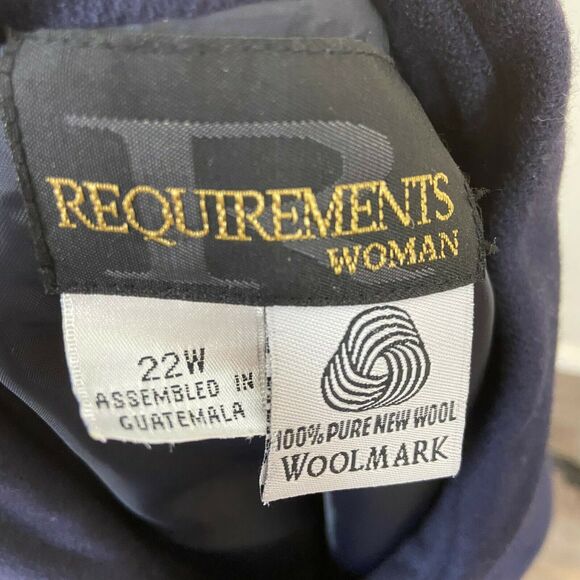 R
REQUIREMENTS
WOMAN
22W
ASSEMBLED IN
GUATEMALA
100% PURE NEW WOOL
WOOLMARK